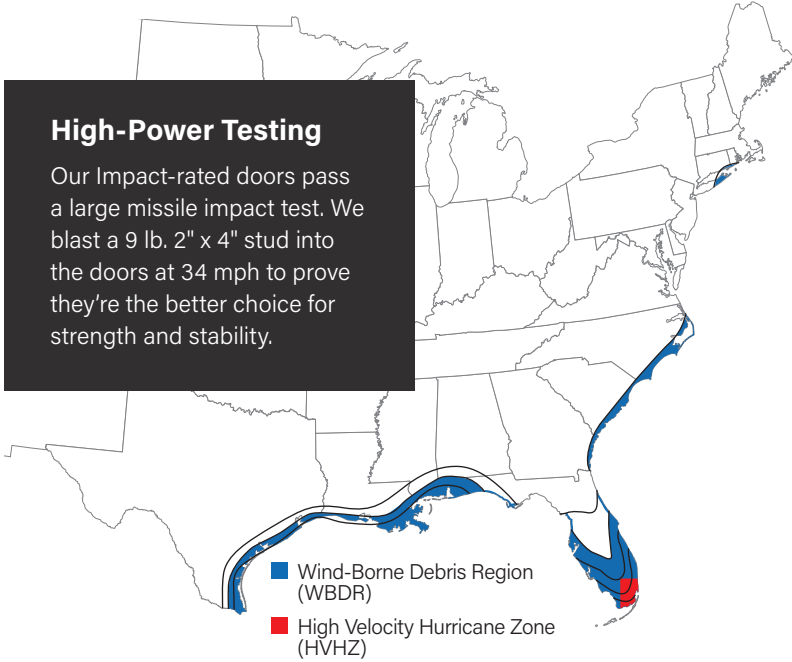 High-Power Testing
Our Impact-rated doors pass
a large missile impact test. We
blast a 9 lb. 2" x 4" stud into
the doors at 34 mph to prove
they're the better choice for
strength and stability.
Wind-Borne Debris Region
(WBDR)
High Velocity Hurricane Zone
(HVHZ)